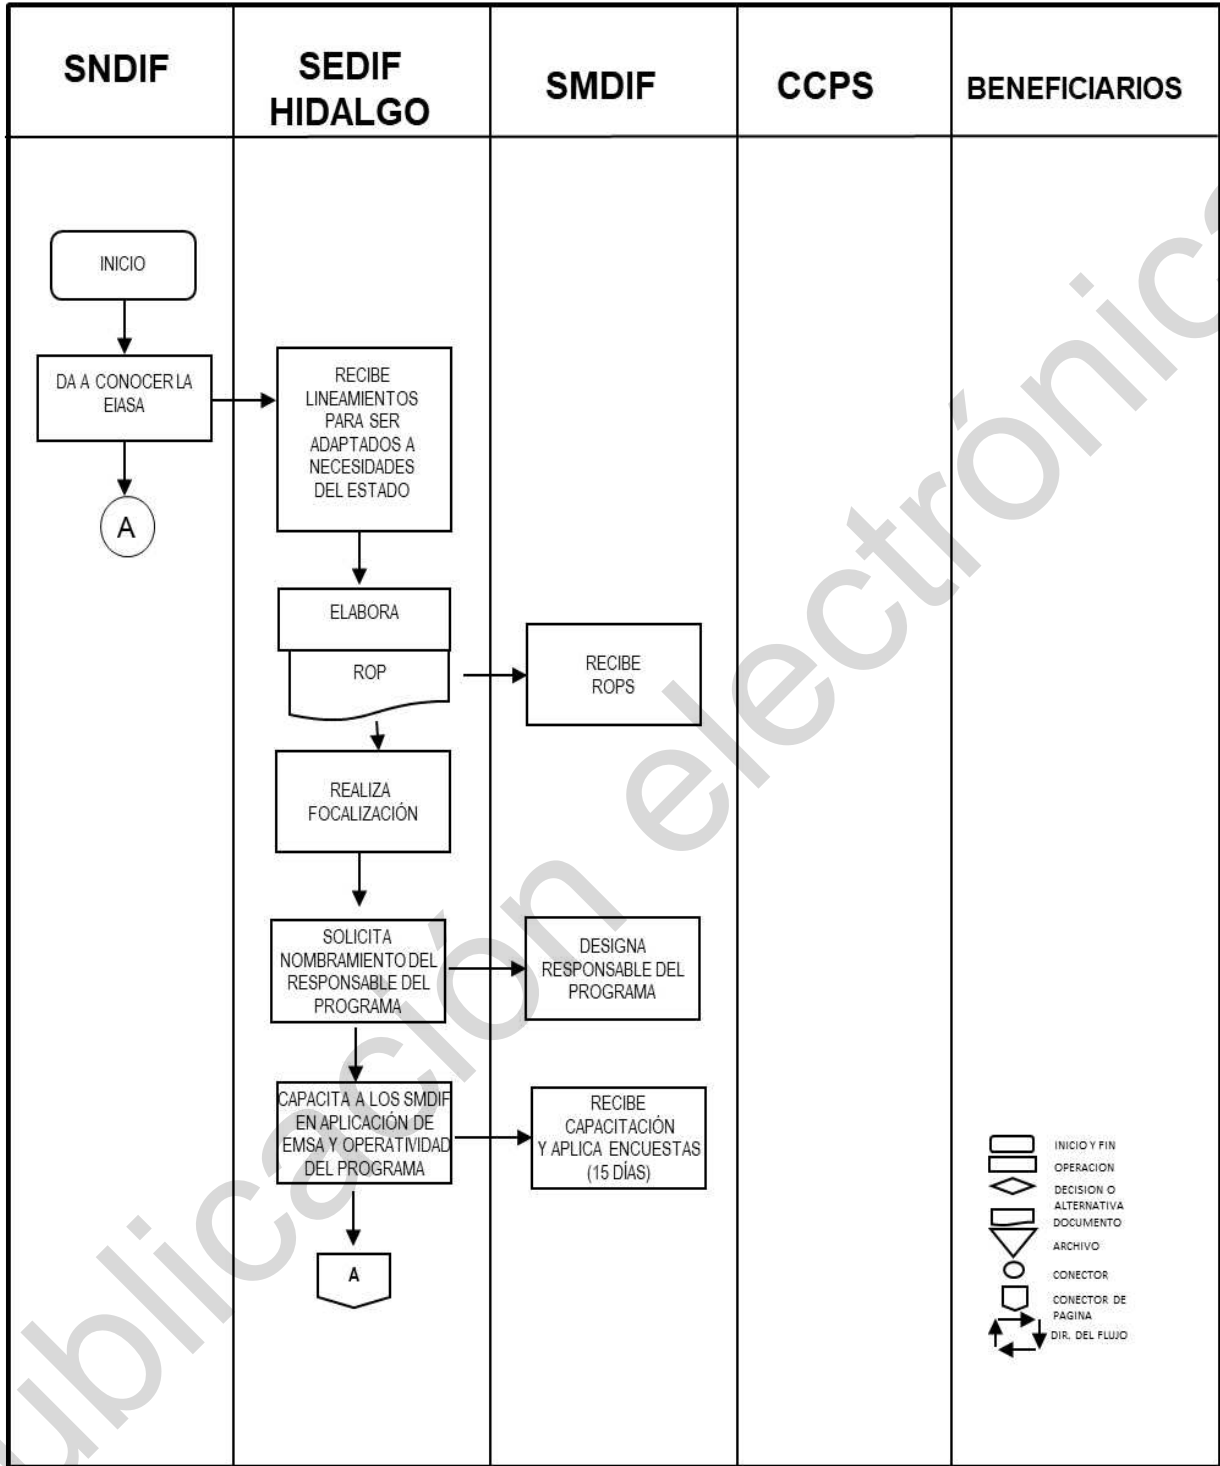 SNDIF
SEDIF
HIDALGO
SMDIF
CCPS
BENEFICIARIOS
INICIO
DA A CONOCER LA
EIASA
A
RECIBE
LINEAMIENTOS
PARA SER
ADAPTADOS A
NECESIDADES
DEL ESTADO
ELABORA
ROP
RECIBE
ROPS
REALIZA
FOCALIZACIÓN
SOLICITA
NOMBRAMIENTO DEL
RESPONSABLE DEL
PROGRAMA
DESIGNA
RESPONSABLE DEL
PROGRAMA
CAPACITA A LOS SMDIF
EN APLICACIÓN DE
EMSA Y OPERATIVIDAD
DEL PROGRAMA
RECIBE
CAPACITACIÓN
Y APLICA ENCUESTAS
(15 DÍAS)
A
INICIO Y FIN
OPERACION
DECISION O
ALTERNATIVA
DOCUMENTO
ARCHIVO
CONECTOR
CONECTOR DE
PAGINA
DIR. DEL FLUJO
ublicación electrónica